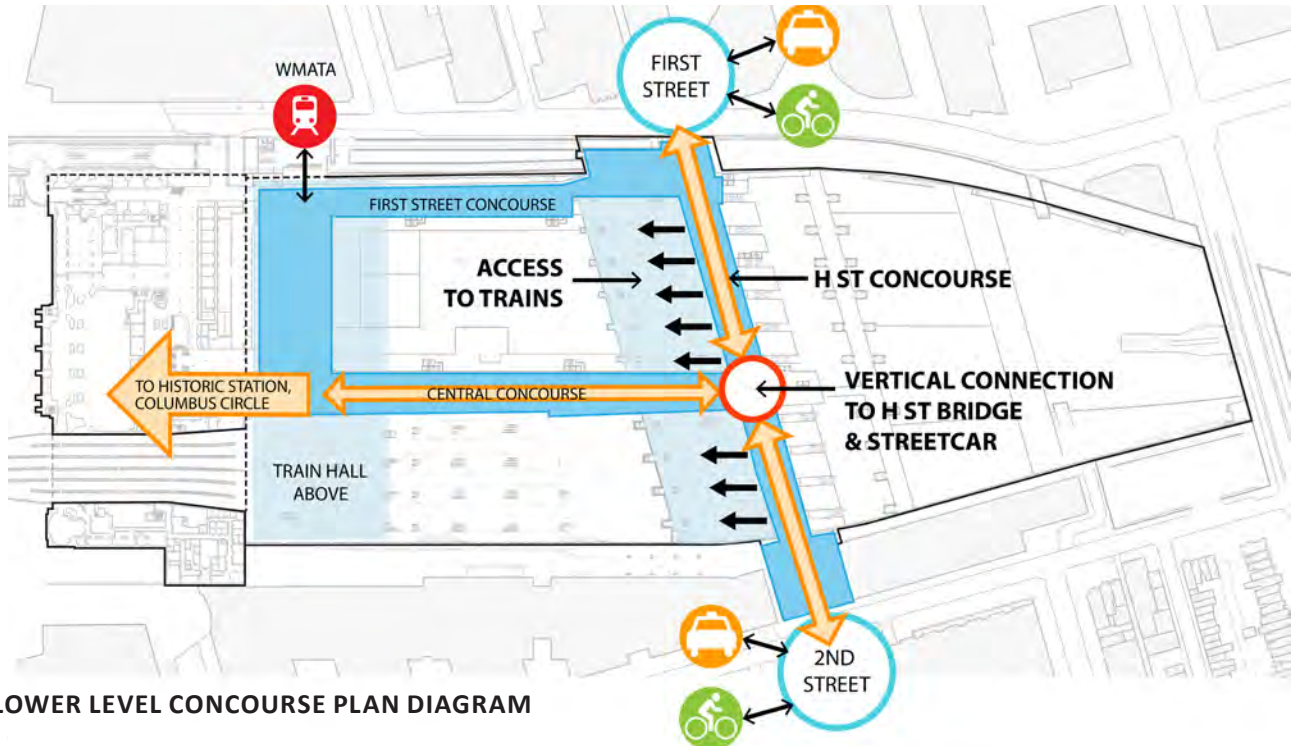 FIRST
STREET
WMATA
FIRST STREET CONCOURSE
ACCESS
TO TRAINS
H ST CONCOURSE
TO HISTORIC STATION,
COLUMBUS CIRCLE
CENTRAL CONCOURSE
VERTICAL CONNECTION
TO H ST BRIDGE
& STREETCAR
TRAIN HALL
ABOVE
2ND
STREET
LOWER LEVEL CONCOURSE PLAN DIAGRAM